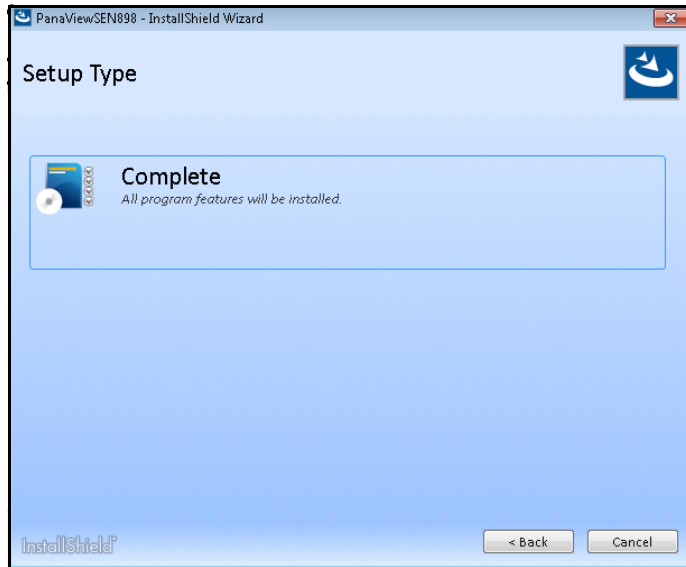 PanaViewSEN898 - InstallShield Wizard
Setup Type
Complete
All program features will be installed.
InstallShield
< Back
Cancel